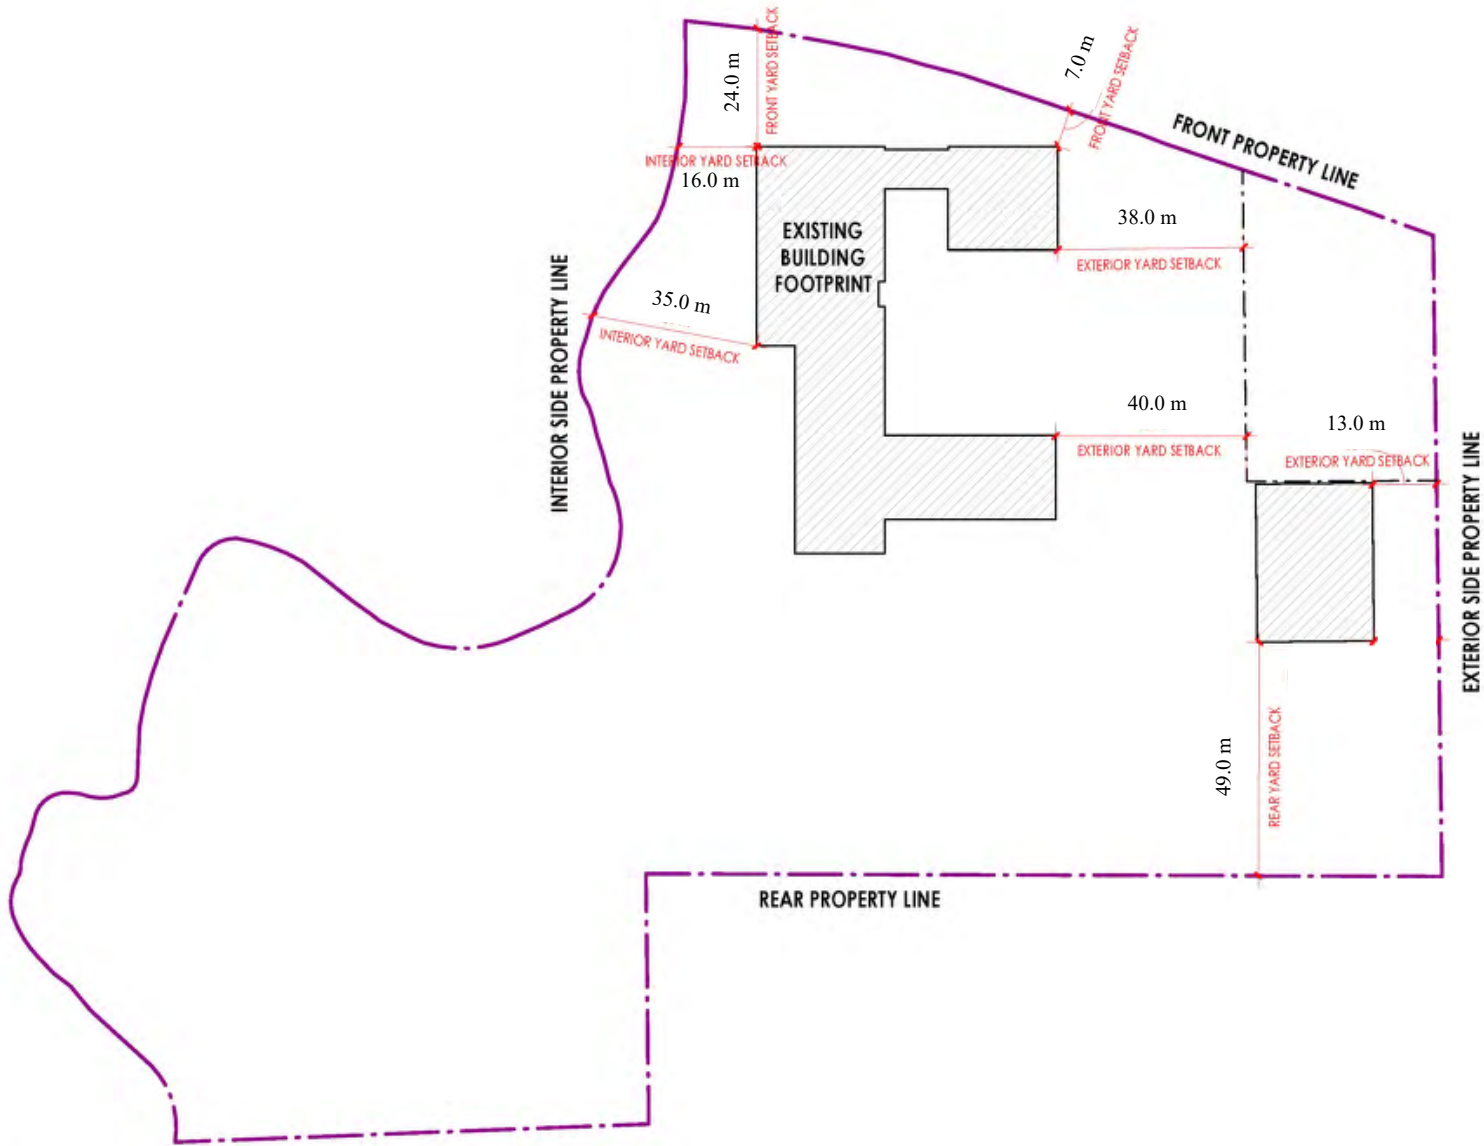 24.0 m
FRONT YARD SETBACK
7.0 m
FRONT YARD SETBACK
FRONT PROPERTY LINE
INTERIOR YARD SETBACK
16.0 m
EXISTING
BUILDING
FOOTPRINT
38.0 m
EXTERIOR YARD SETBACK
35.0 m
INTERIOR YARD SETBACK
INTERIOR SIDE PROPERTY LINE
40.0 m
EXTERIOR YARD SETBACK
13.0 m
EXTERIOR YARD SETBACK
EXTERIOR SIDE PROPERTY LINE
49.0 m
REAR YARD SETBACK
REAR PROPERTY LINE